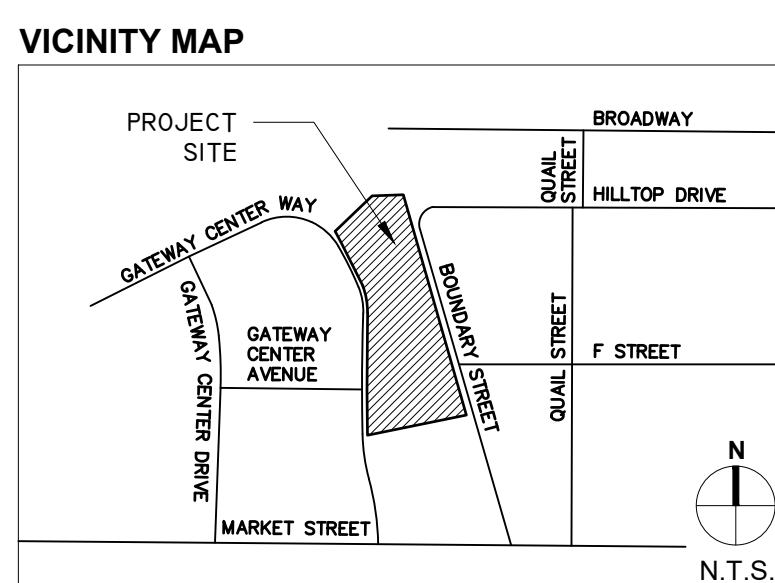 VICINITY MAP
PROJECT
SITE
BROADWAY
QUAIL
STREET
HILLTOP DRIVE
GATEWAY CENTER WAY
GATEWAY CENTER DRIVE
GATEWAY
CENTER
AVENUE
BOUNDARY STREET
QUAIL STREET
F STREET
MARKET STREET
N
N.T.S.